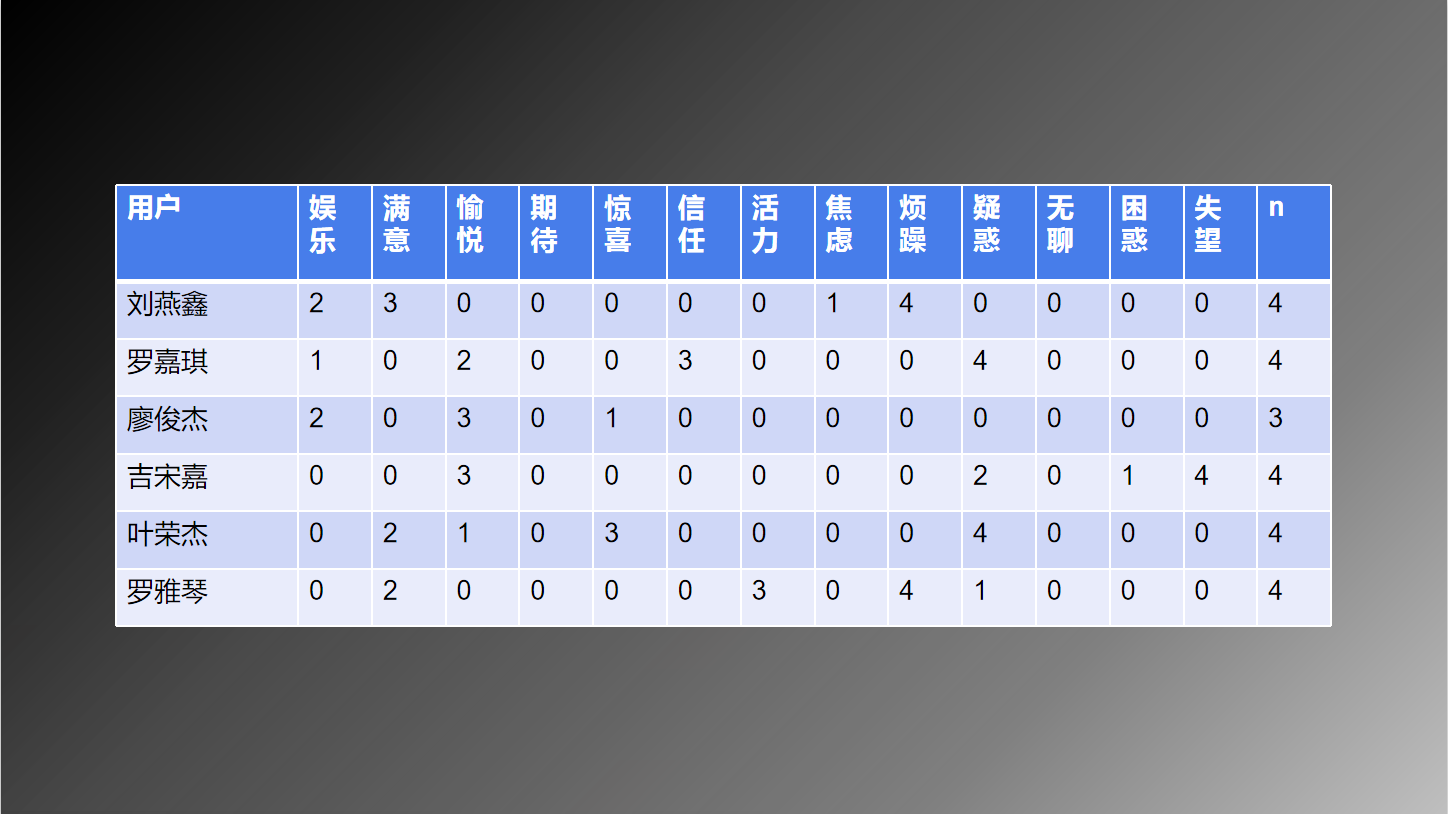 用户 娱乐 满意 愉悦 期待 惊喜 信任 活力 焦虑 烦躁 疑惑 无聊 困惑 失望 n
刘燕鑫 2 3 0 0 0 0 0 1 4 0 0 0 0 4
罗嘉琪 1 0 2 0 0 3 0 0 0 4 0 0 0 4
廖俊杰 2 0 3 0 1 0 0 0 0 0 0 0 0 3
吉宋嘉 0 0 3 0 0 0 0 0 0 2 0 1 4 4
叶荣杰 0 2 1 0 3 0 0 0 0 4 0 0 0 4
罗雅琴 0 2 0 0 0 0 3 0 4 1 0 0 0 4